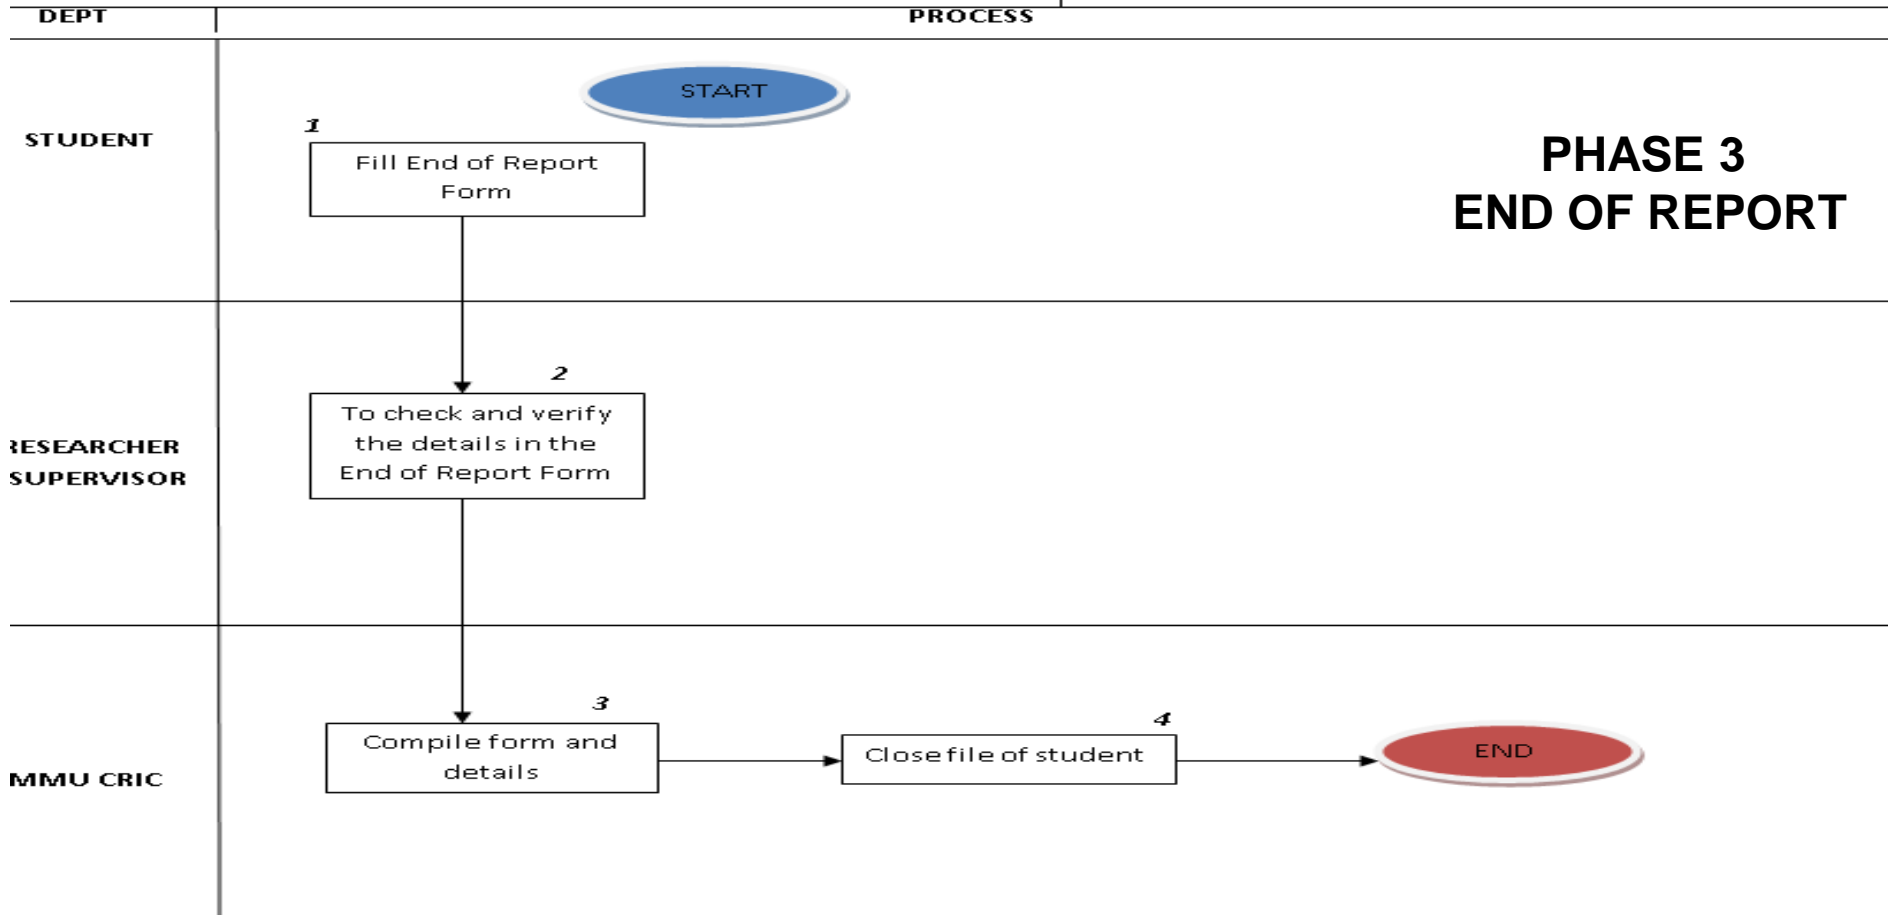 DEPT
PROCESS
START
STUDENT
1
Fill End of Report
Form
PHASE 3
END OF REPORT
2
To check and verify
the details in the
End of Report Form
RESEARCHER
SUPERVISOR
3
Compile form and
details
4
Close file of student
END
MMU CRIC